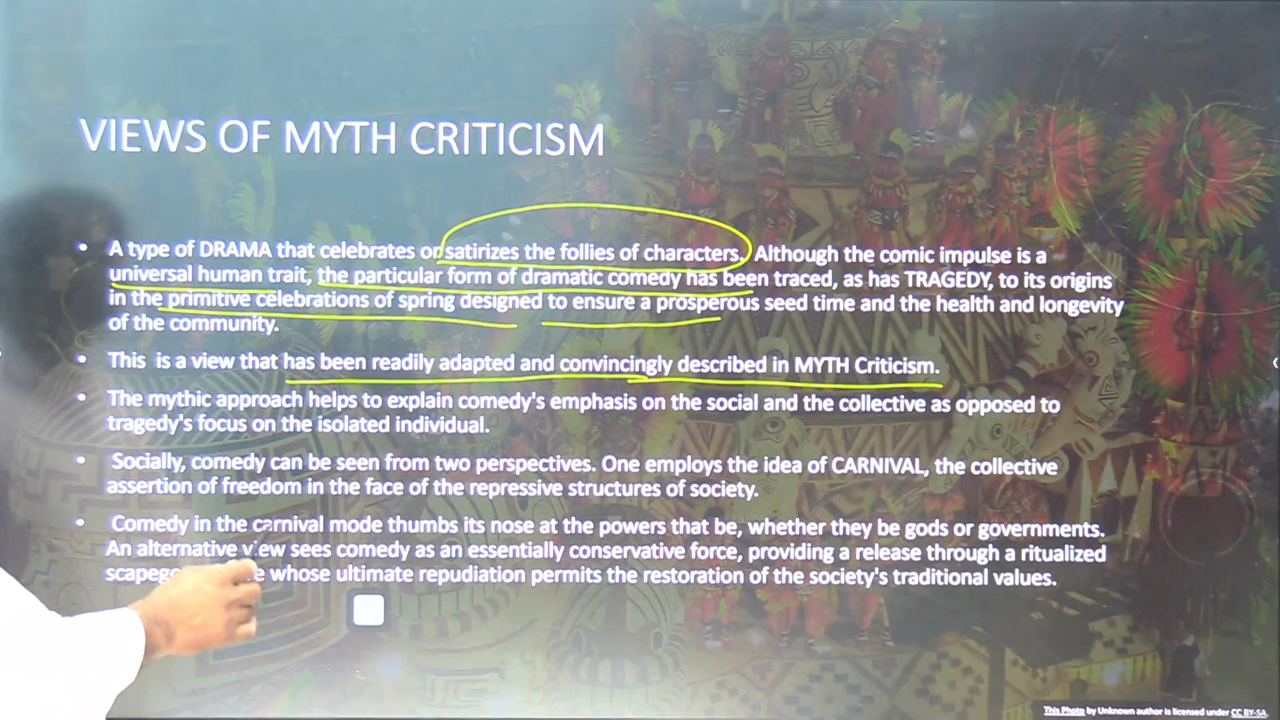 VIEWS OF MYTH CRITICISM
• A type of DRAMA that celebrates or satirizes the follies of characters. Although the comic impulse is a
universal human trait, the particular form of dramatic comedy has been traced, as has TRAGEDY, to its origins
in the primitive celebrations of spring designed to ensure a prosperous seed time and the health and longevity
of the community.
• This is a view that has been readily adapted and convincingly described in MYTH Criticism.
• The mythic approach helps to explain comedy's emphasis on the social and the collective as opposed to
tragedy's focus on the isolated individual.
• Socially, comedy can be seen from two perspectives. One employs the idea of CARNIVAL, the collective
assertion of freedom in the face of the repressive structures of society.
• Comedy in the carnival mode thumbs its nose at the powers that be, whether they be gods or governments.
An alternative view sees comedy as an essentially conservative force, providing a release through a ritualized
whose ultimate repudiation permits the restoration of the society's traditional values.
This Photo by Unknown author is licensed under CC BY-SA.